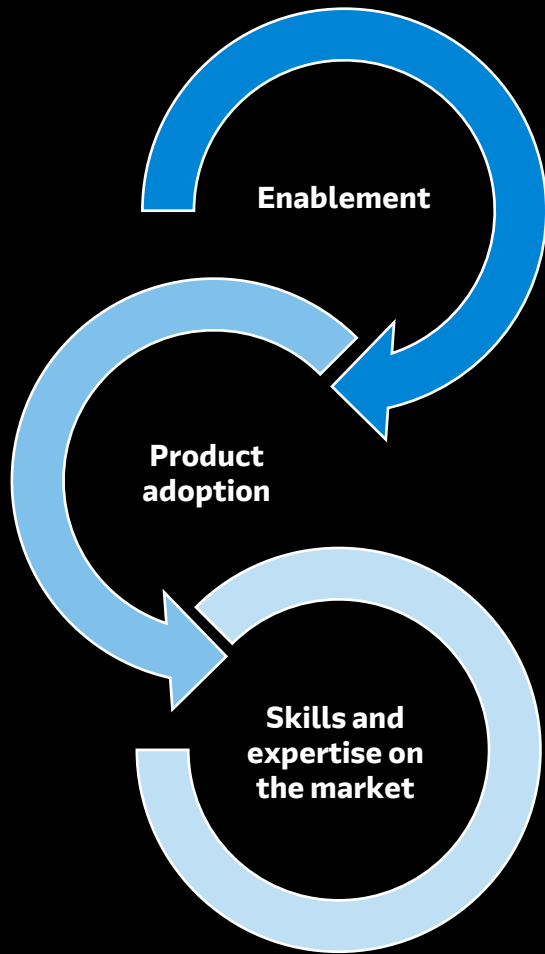 Enablement
Product
adoption
Skills and
expertise on
the market